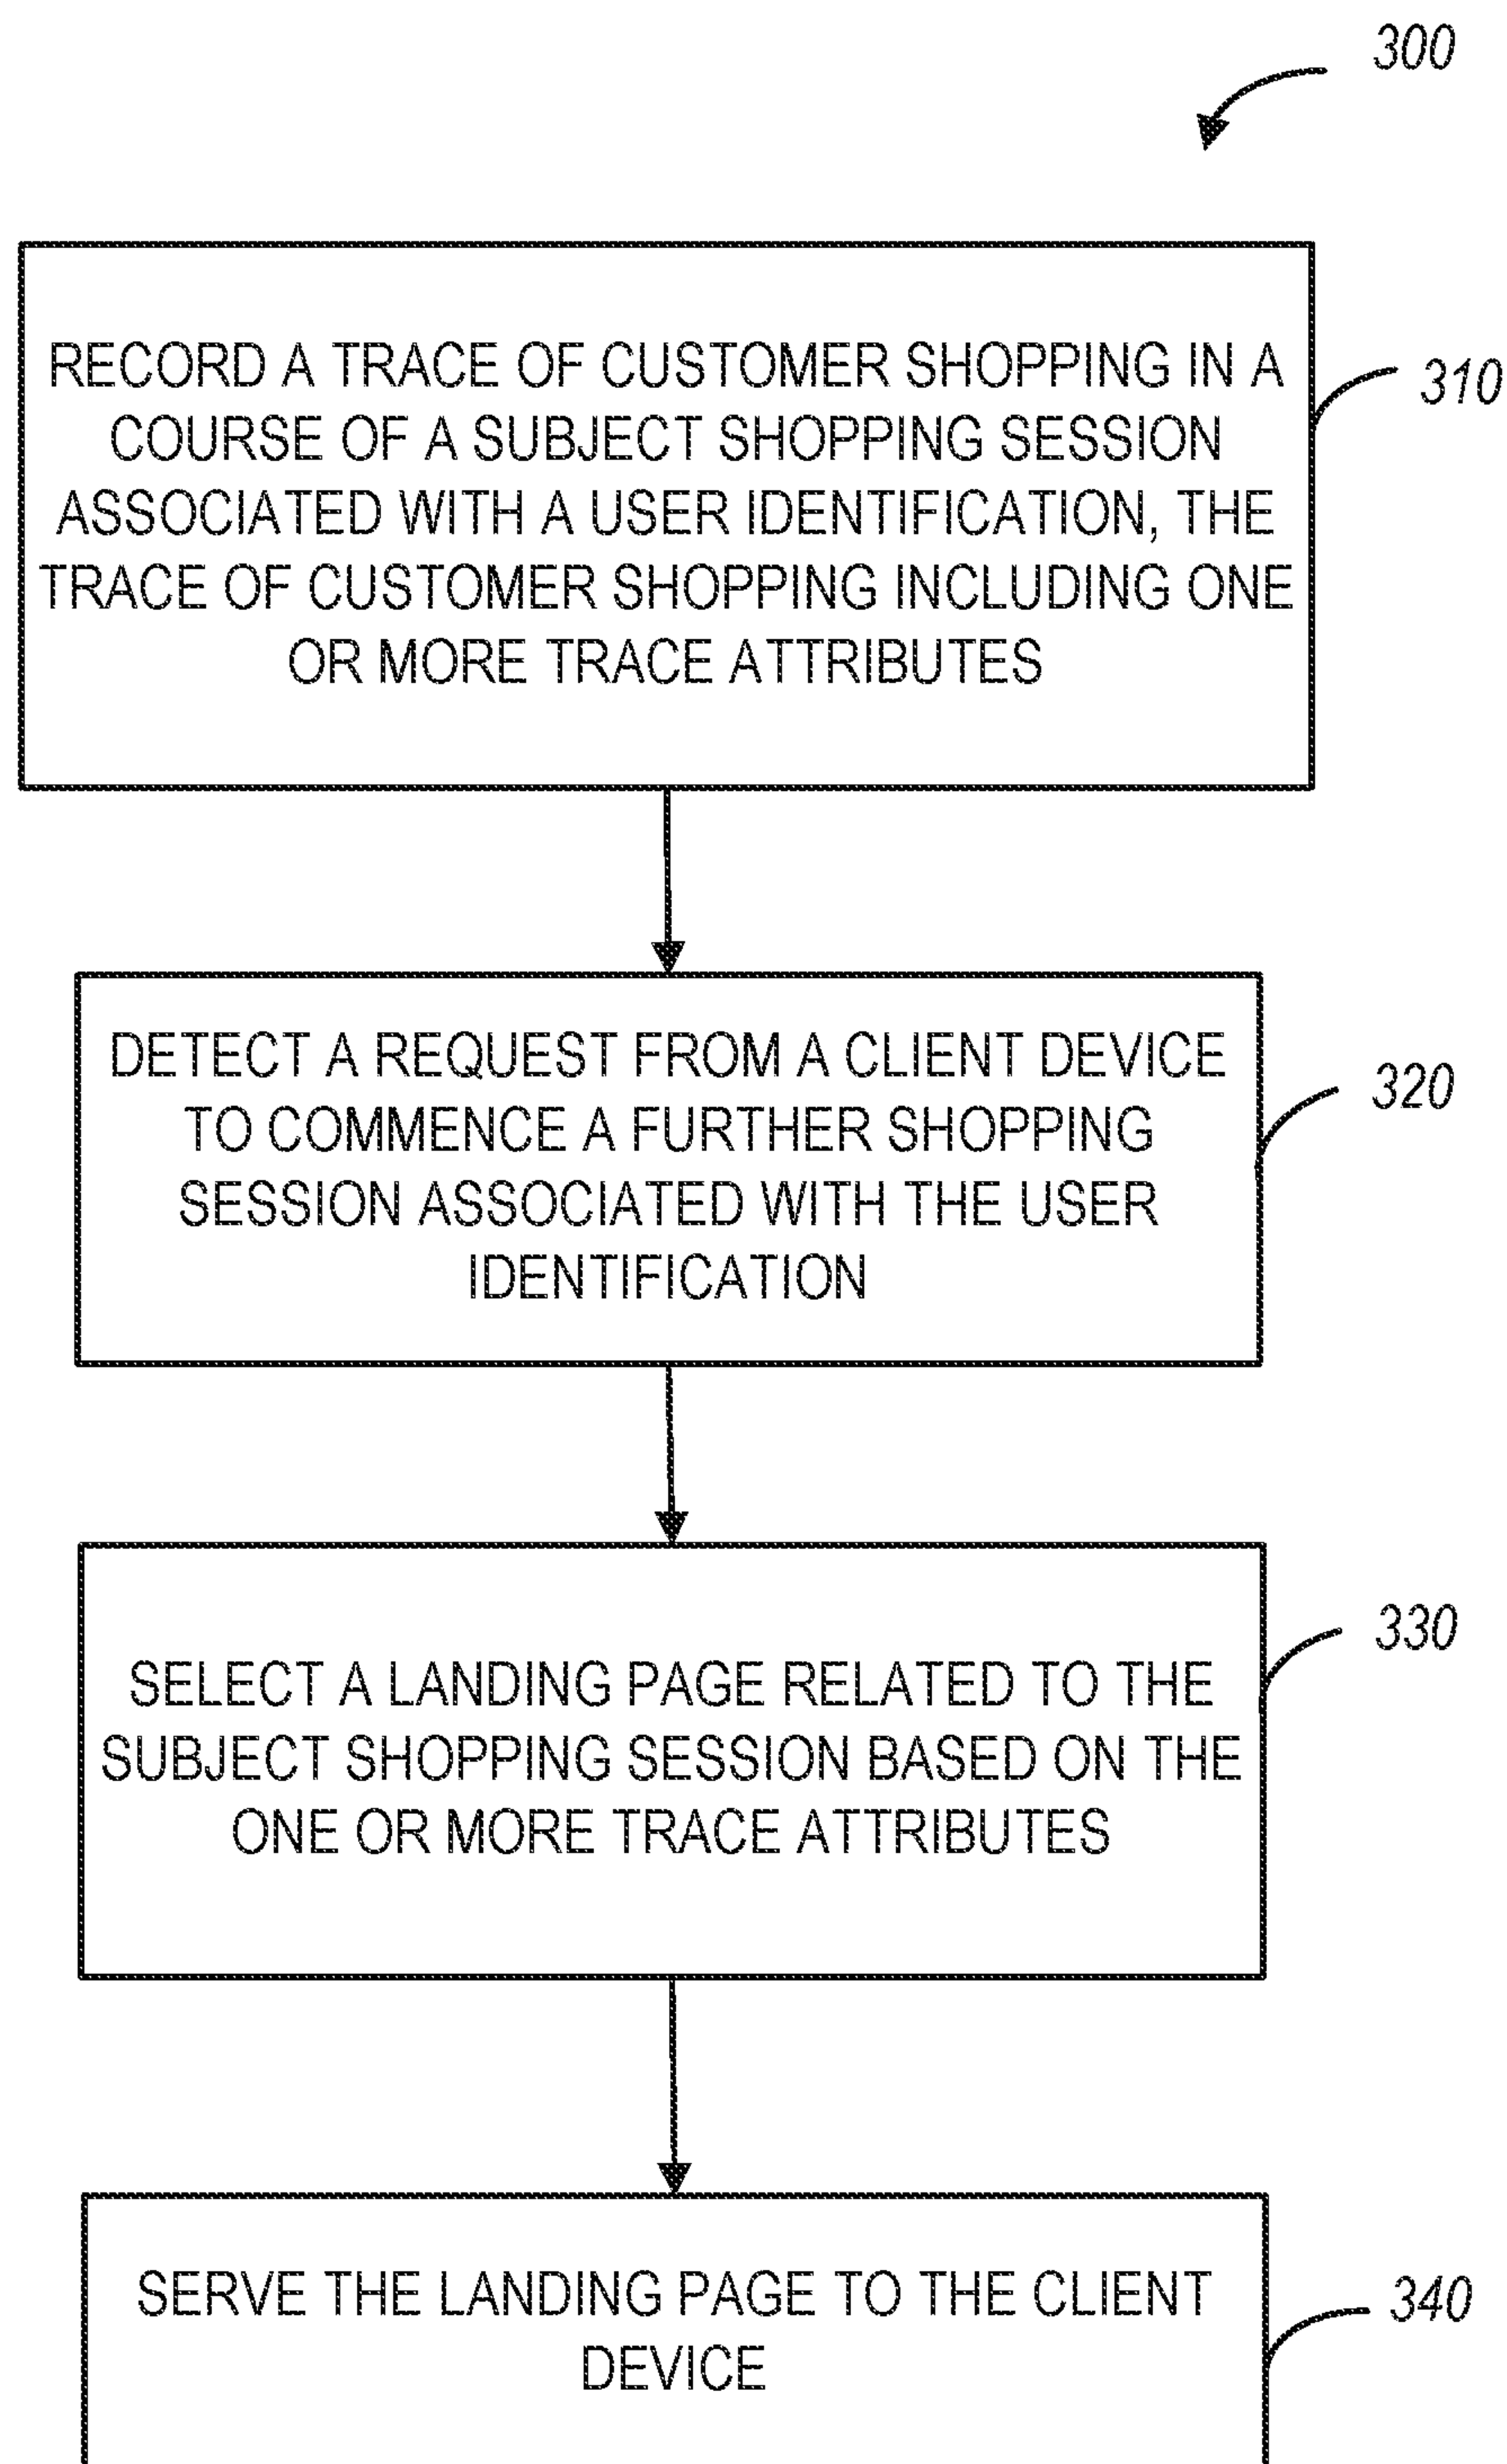 300
RECORD A TRACE OF CUSTOMER SHOPPING IN A
COURSE OF A SUBJECT SHOPPING SESSION
ASSOCIATED WITH A USER IDENTIFICATION, THE
TRACE OF CUSTOMER SHOPPING INCLUDING ONE
OR MORE TRACE ATTRIBUTES
310
DETECT A REQUEST FROM A CLIENT DEVICE
TO COMMENCE A FURTHER SHOPPING
SESSION ASSOCIATED WITH THE USER
IDENTIFICATION
320
SELECT A LANDING PAGE RELATED TO THE
SUBJECT SHOPPING SESSION BASED ON THE
ONE OR MORE TRACE ATTRIBUTES
330
SERVE THE LANDING PAGE TO THE CLIENT
DEVICE
340